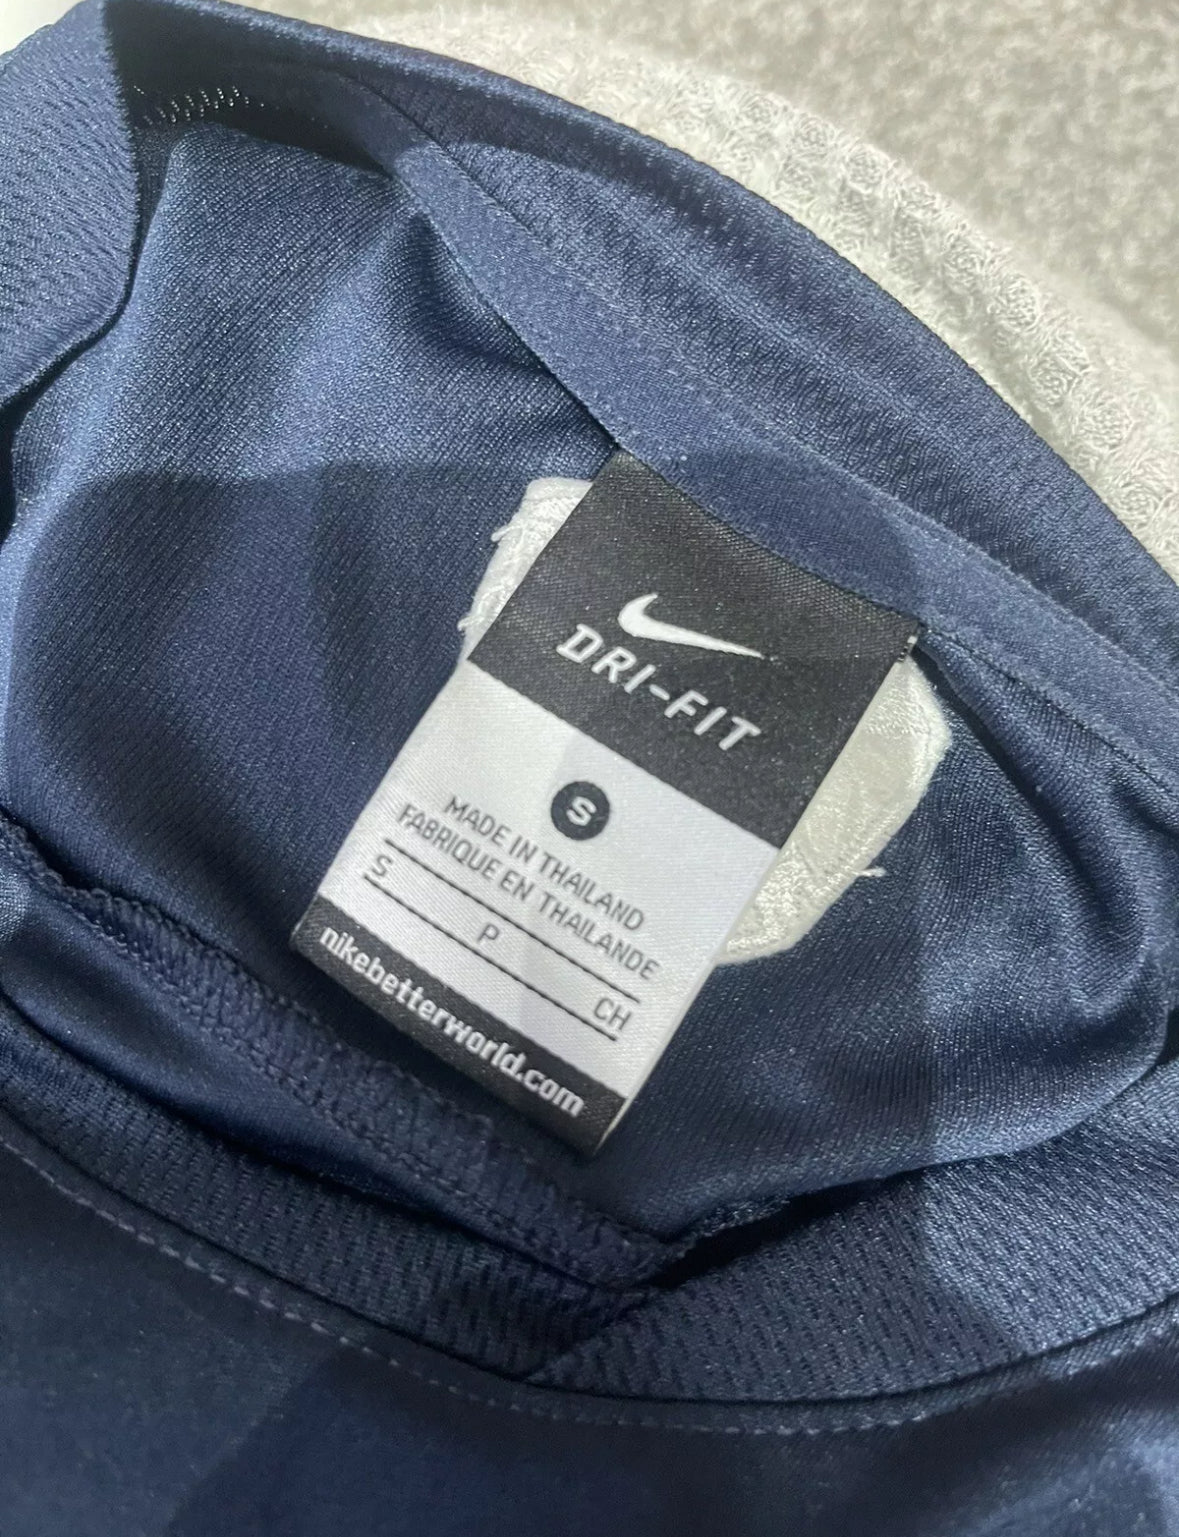 DRI-FIT
S
MADE IN THAILAND
FABRIQUE EN THAILANDE
S P CH
nikebetterworld.com